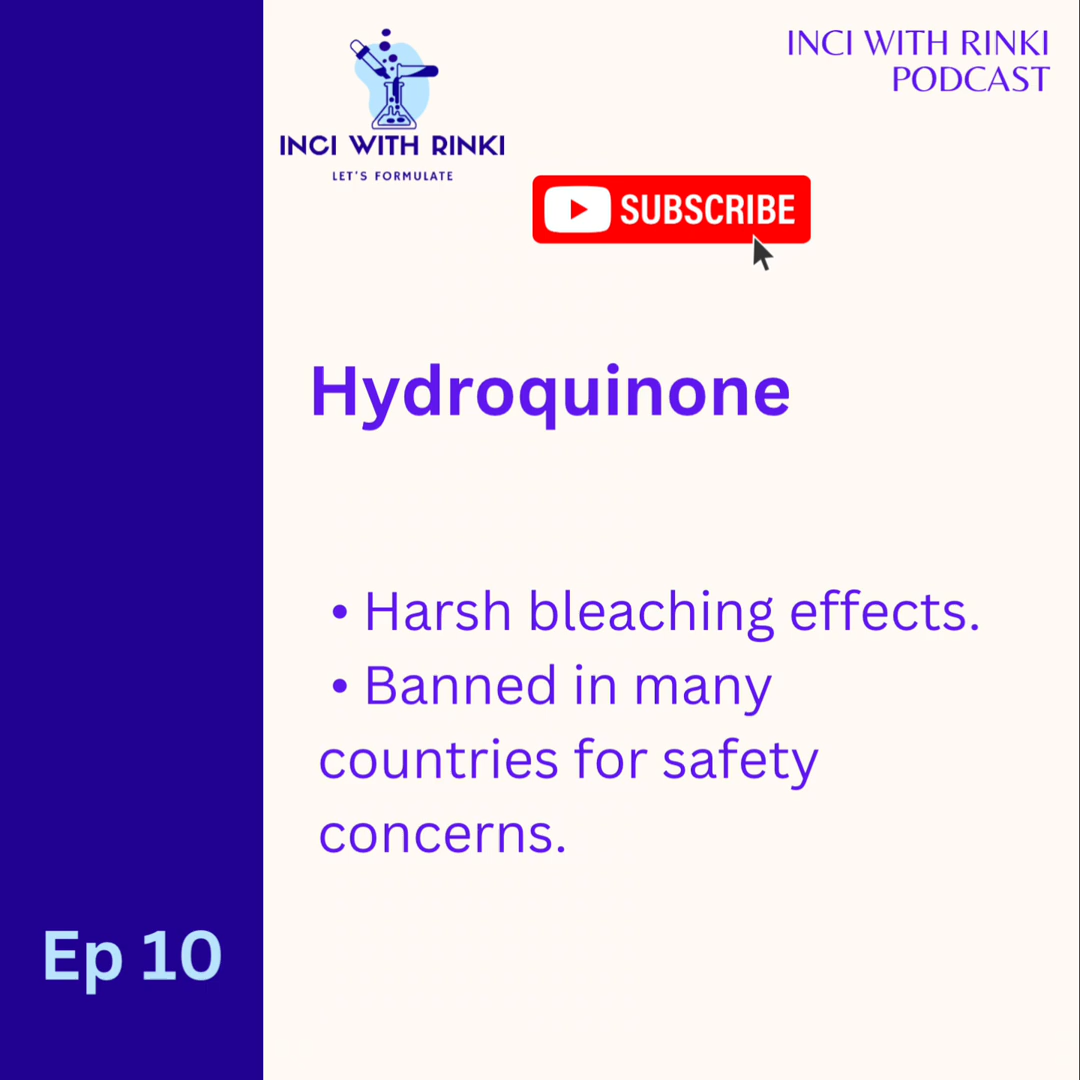 INCI WITH RINKI
LET'S FORMULATE
INCI WITH RINKI
PODCAST
SUBSCRIBE
Hydroquinone
• Harsh bleaching effects.
• Banned in many
countries for safety
concerns.
Ep 10